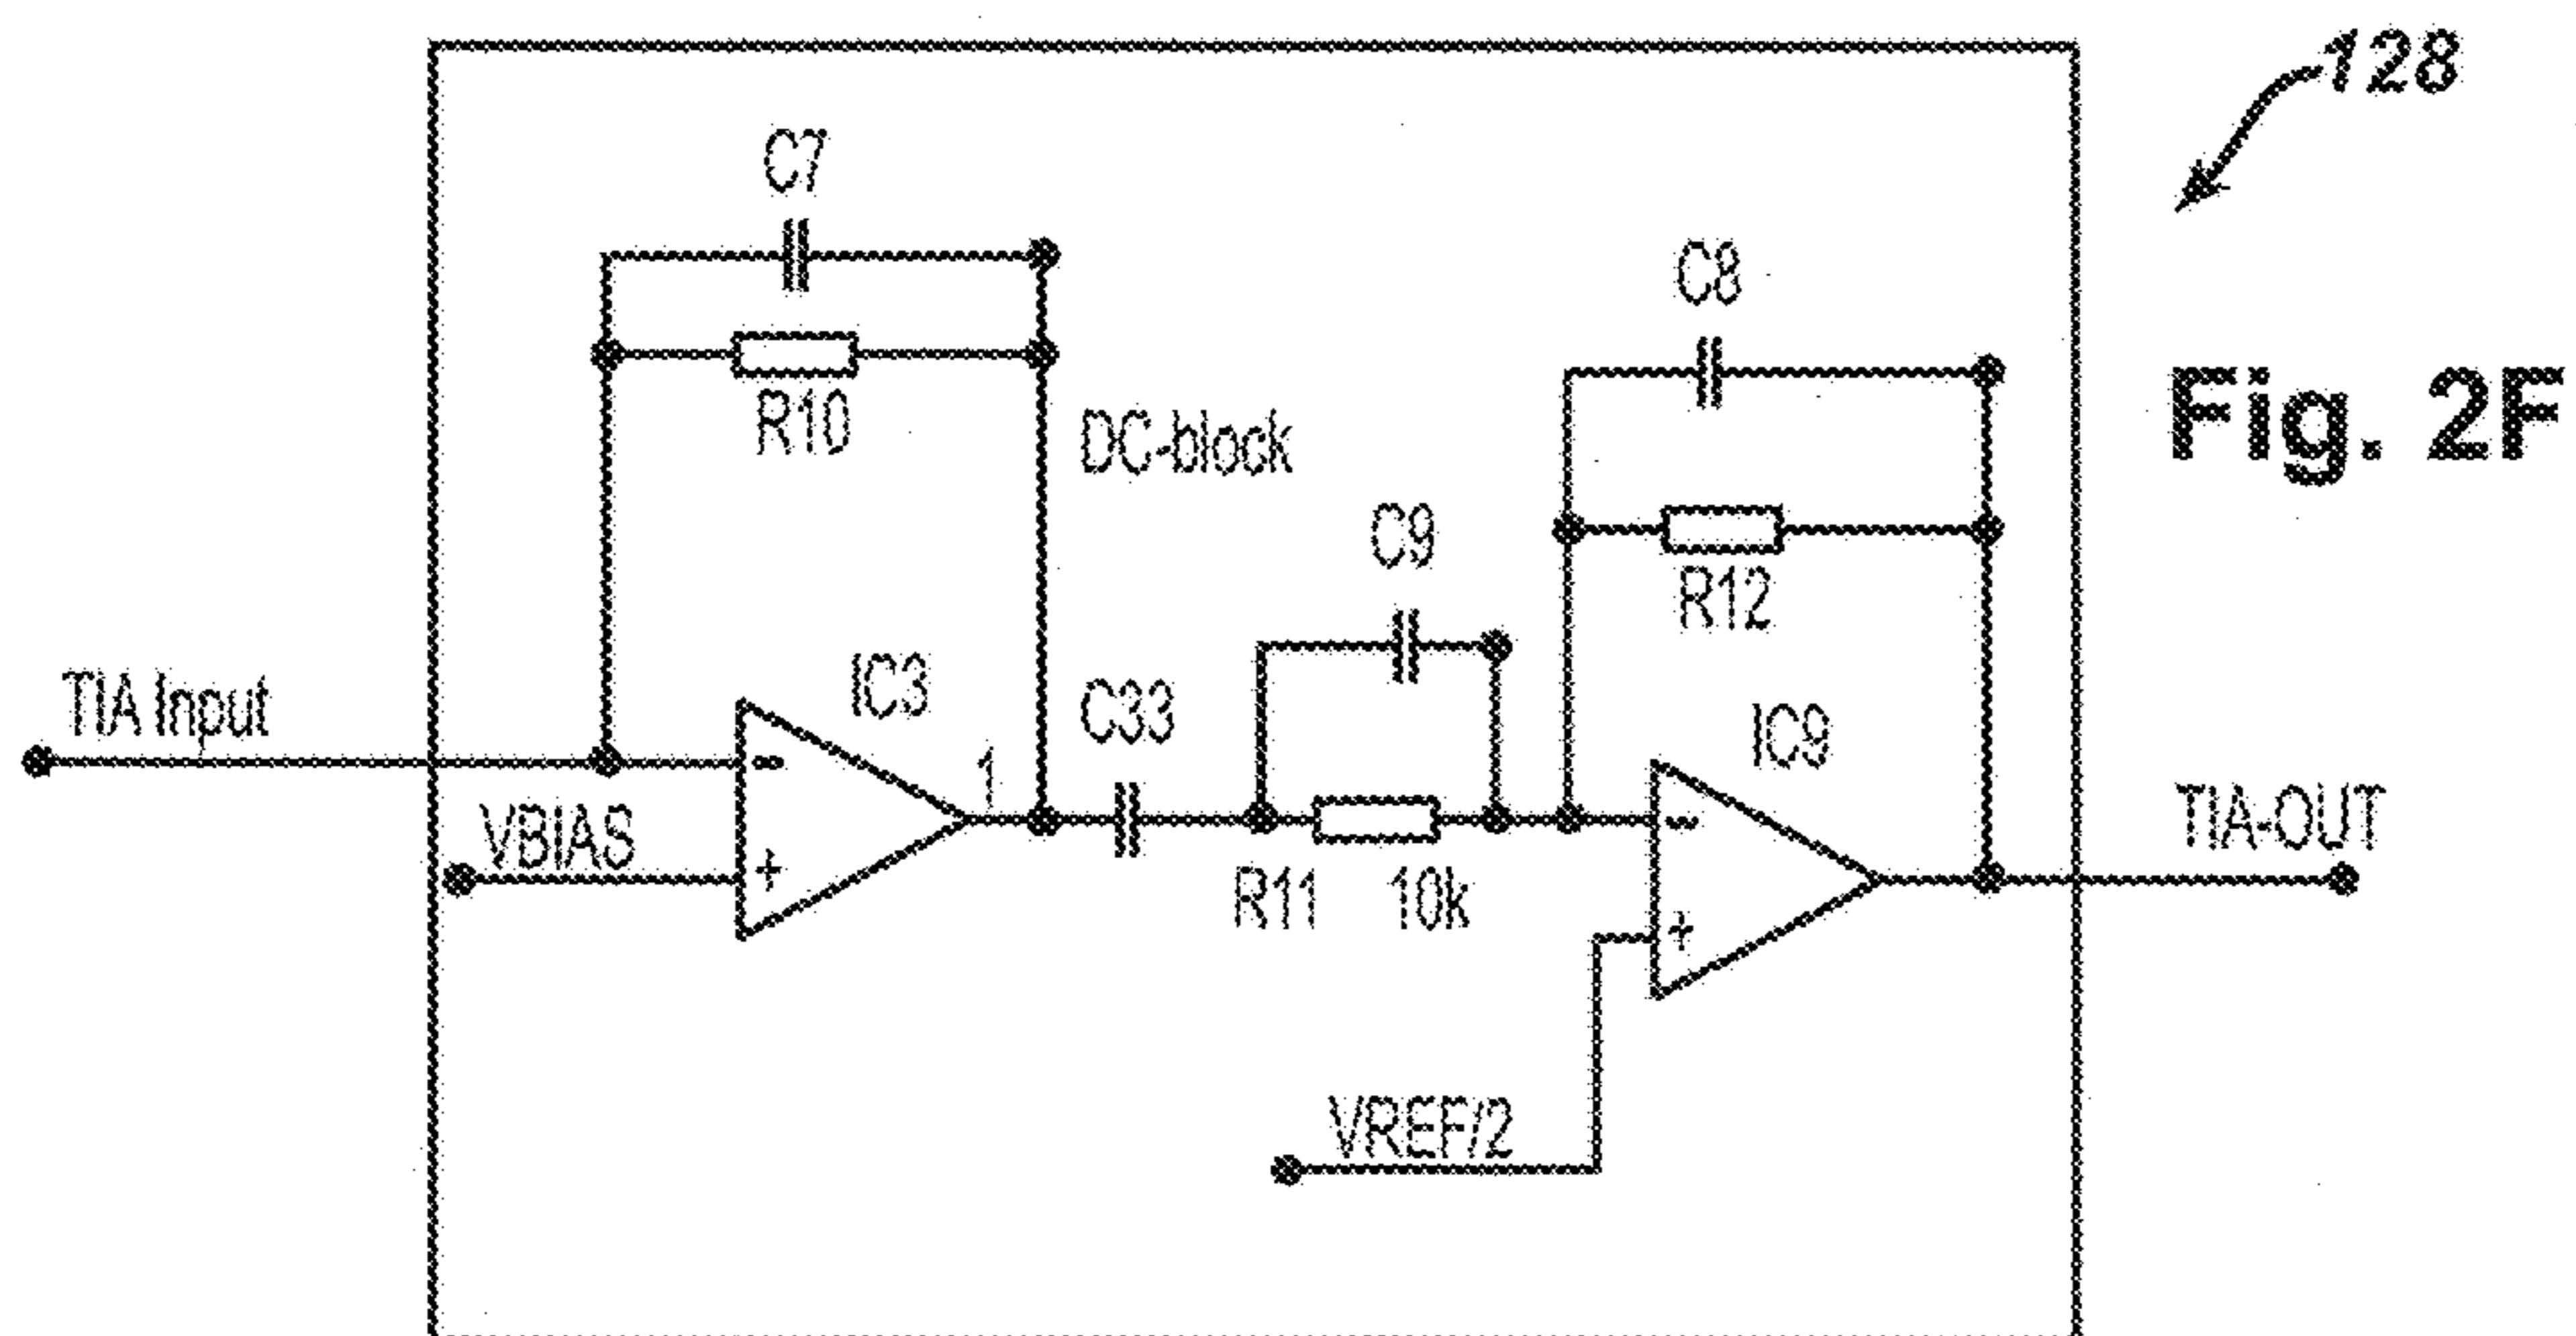 128
C7
C8
Fig. 2F
R10
DC-block
C9
R12
TIA Input
IC3
C33
IC9
1
VBIAS
TIA-OUT
-
+
-
+
R11 10k
VREF/2